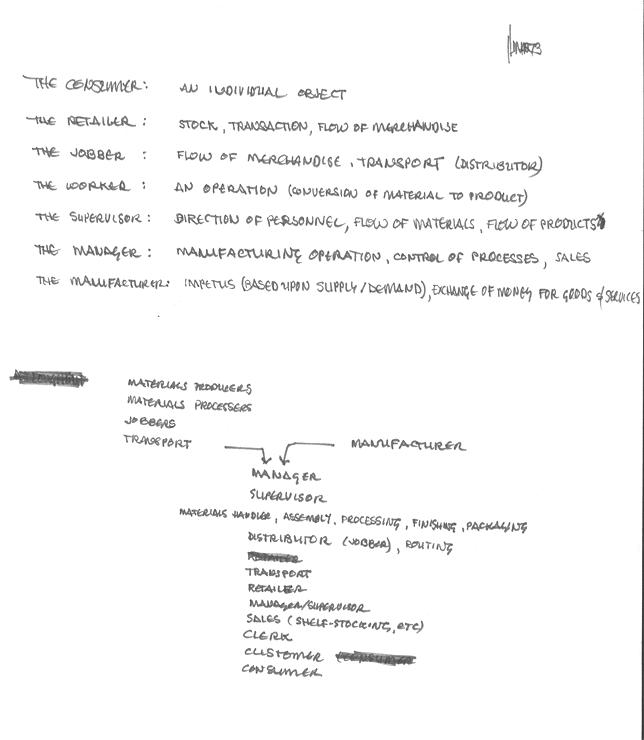 MAR 73
THE CONSUMER: AN INDIVIDUAL OBJECT
THE RETAILER: STOCK, TRANSACTION, FLOW OF MERCHANDISE
THE JOBBER: FLOW OF MERCHANDISE, TRANSPORT (DISTRIBUTOR)
THE WORKER: AN OPERATION (CONVERSION OF MATERIAL TO PRODUCT)
THE SUPERVISOR: DIRECTION OF PERSONNEL, FLOW OF MATERIALS, FLOW OF PRODUCTS
THE MANAGER: MANUFACTURING OPERATION, CONTROL OF PROCESSES, SALES
THE MANUFACTURER: IMPETUS (BASED UPON SUPPLY/DEMAND), EXCHANGE OF MONEY FOR GOODS & SERVICES
MATERIALS PRODUCERS
MATERIALS PROCESSERS
JOBBERS
TRANSPORT MANUFACTURER
MANAGER
SUPERVISOR
MATERIALS HANDLER, ASSEMBLY, PROCESSING, FINISHING, PACKAGING
DISTRIBUTOR (JOBBER), ROUTING
RETAILER
TRANSPORT
RETAILER
MANAGER/SUPERVISOR
SALES (SHELF-STOCKING, ETC)
CLERK
CUSTOMER (CONSUMER
CONSUMER